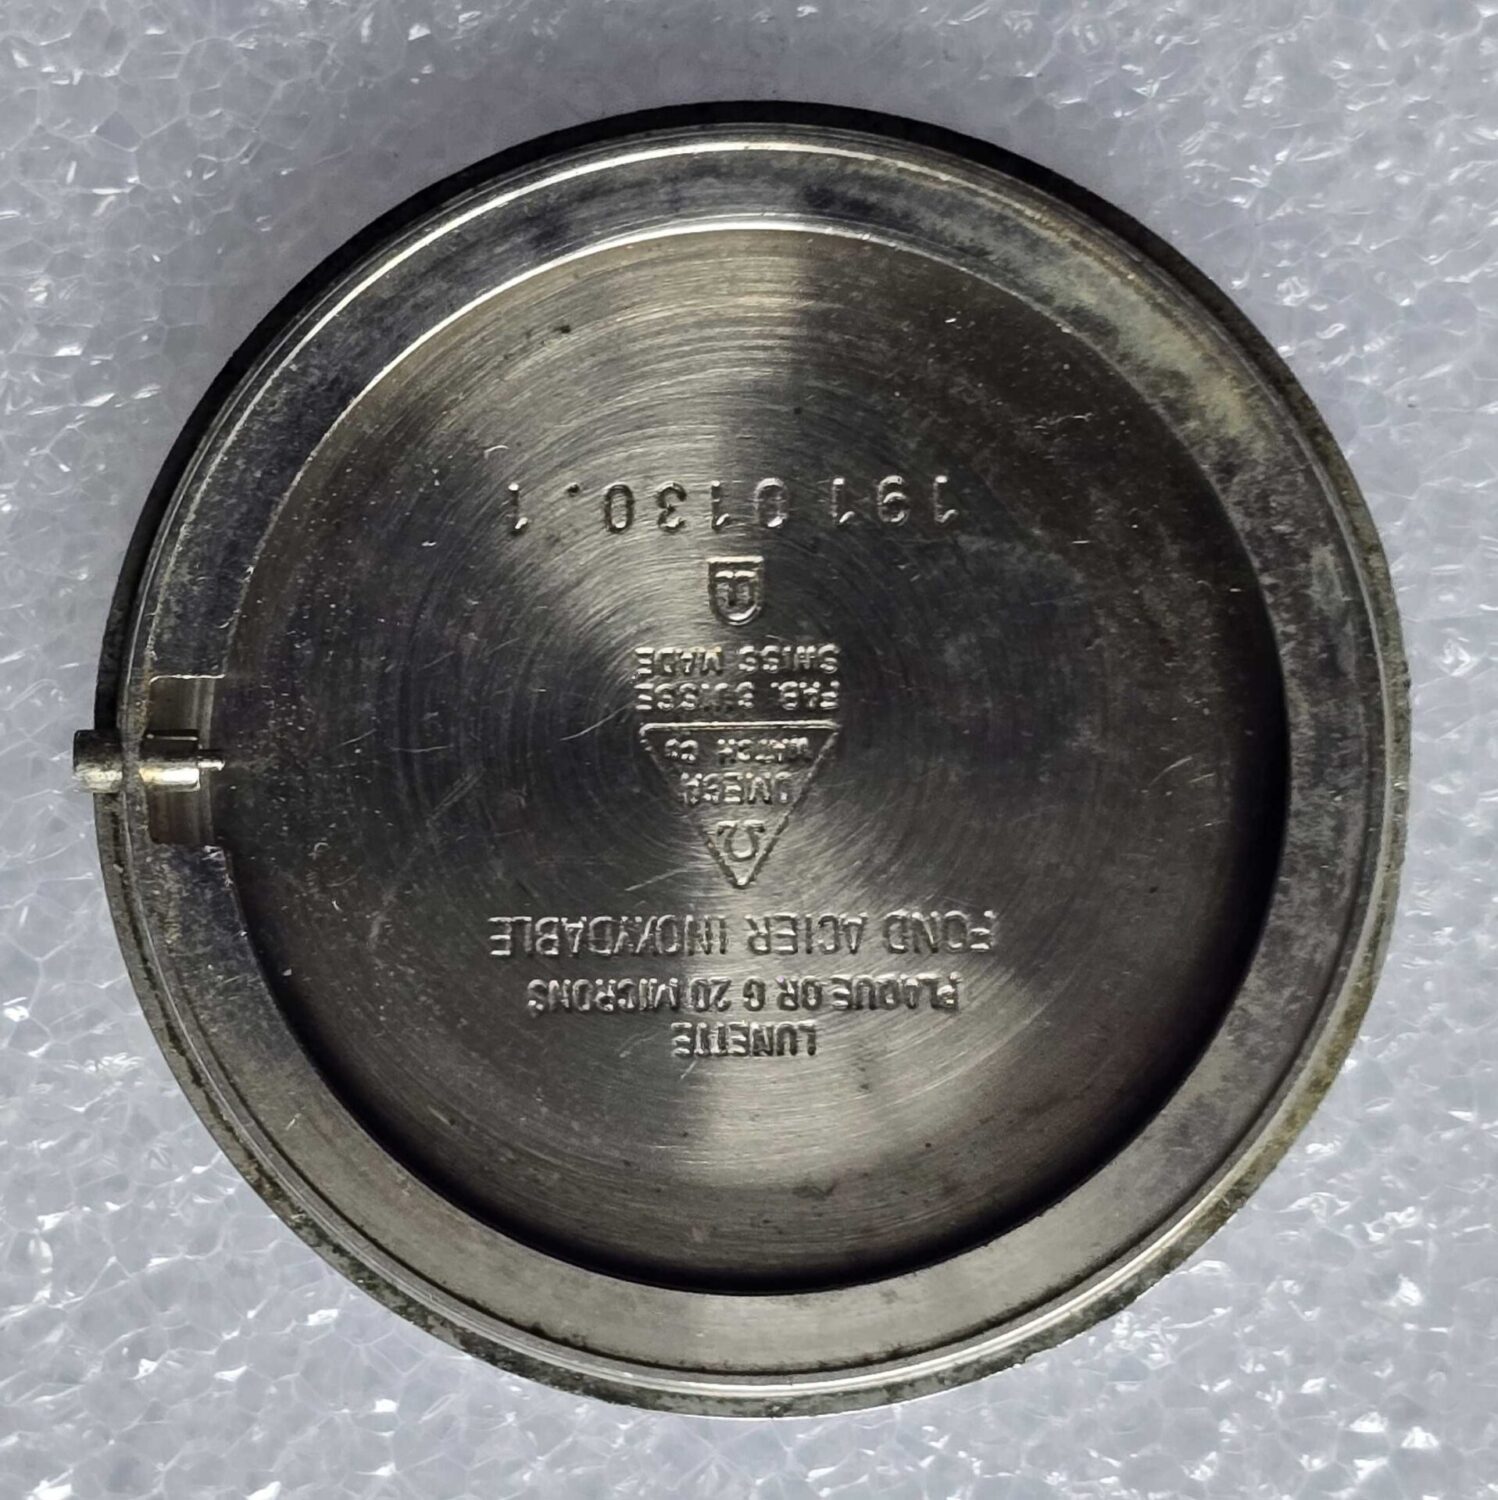 LUNETTE
PLAQUE OR G 20 MICRONS
FOND ACIER INOXYDABLE
Ω
OMEGA
WATCH Co
FAB. SUISSE
SWISS MADE
191 0130.1